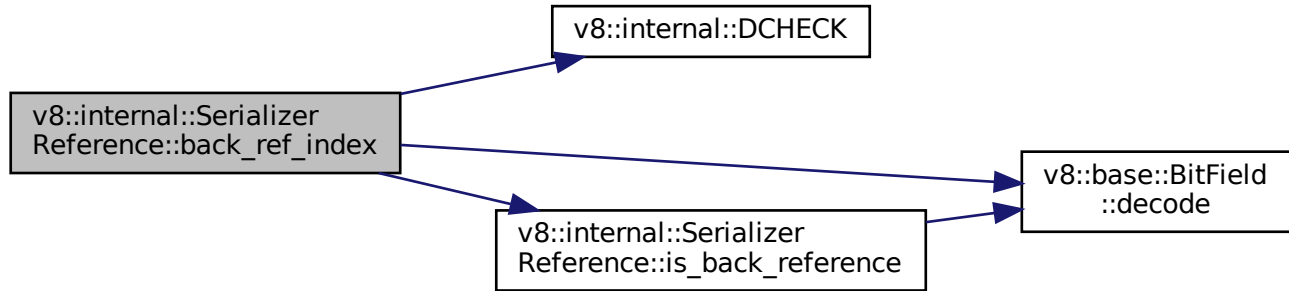 v8::internal::DCHECK
v8::internal::Serializer
Reference::back_ref_index
v8::base::BitField
::decode
v8::internal::Serializer
Reference::is_back_reference